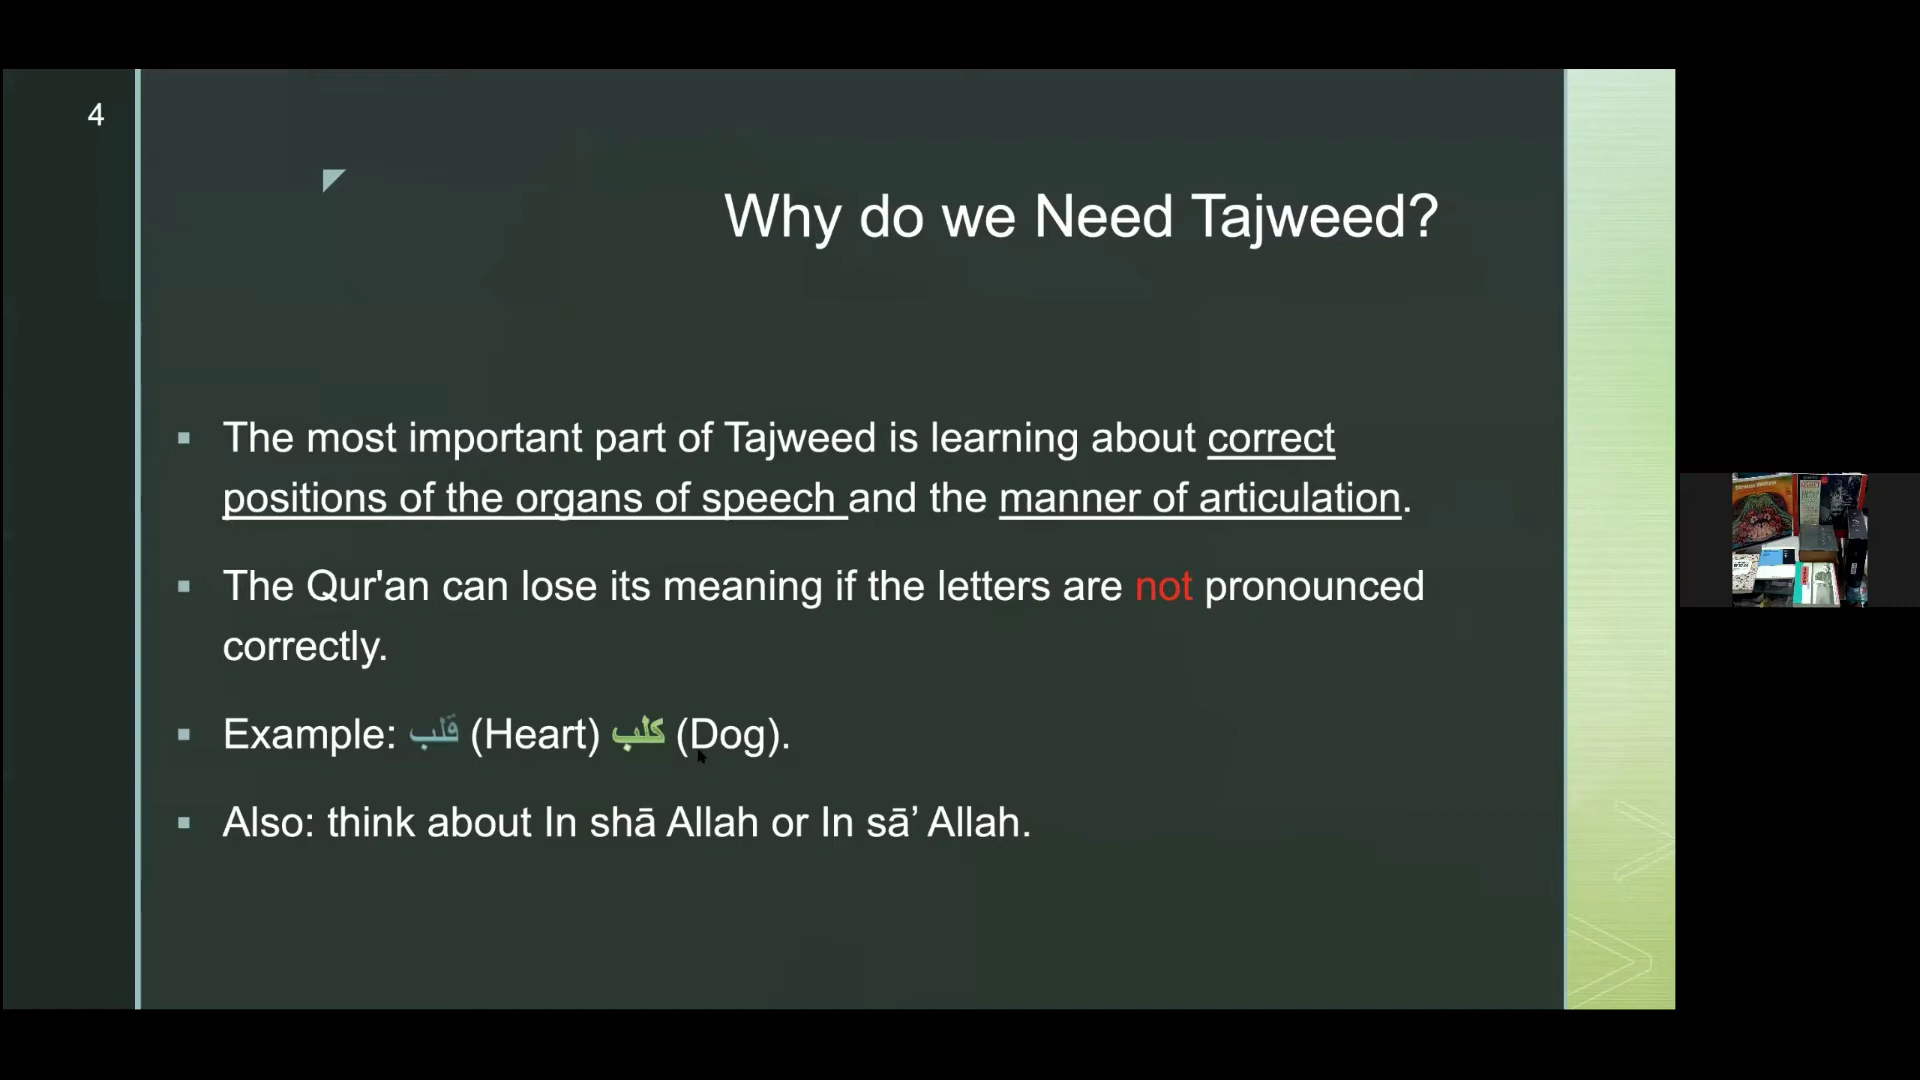 4
Why do we Need Tajweed?
▪ The most important part of Tajweed is learning about correct
positions of the organs of speech and the manner of articulation.
▪ The Qur'an can lose its meaning if the letters are not pronounced
correctly.
▪ Example: قَلب (Heart) كلب (Dog).
▪ Also: think about In shā Allah or In sā’ Allah.